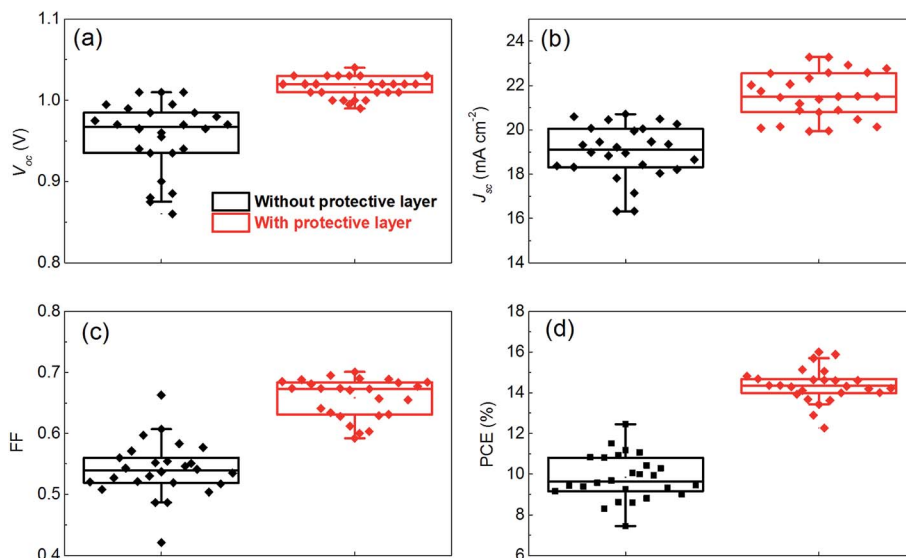 (a)
1.1
1.0
0.9
0.8
V_oc (V)
Without protective layer
With protective layer
(b)
24
22
20
18
16
14
J_sc (mA cm⁻²)
(c)
0.8
0.7
0.6
0.5
0.4
FF
(d)
18
16
14
12
10
8
6
PCE (%)